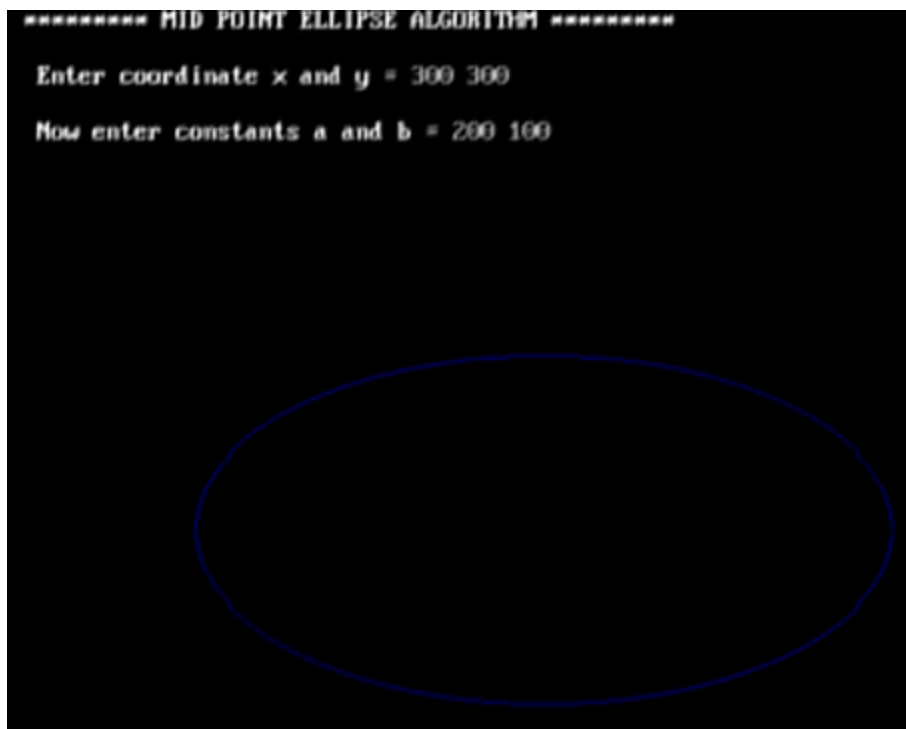 ********* MID POINT ELLIPSE ALGORITHM *********
Enter coordinate x and y = 300 300
Now enter constants a and b = 200 100